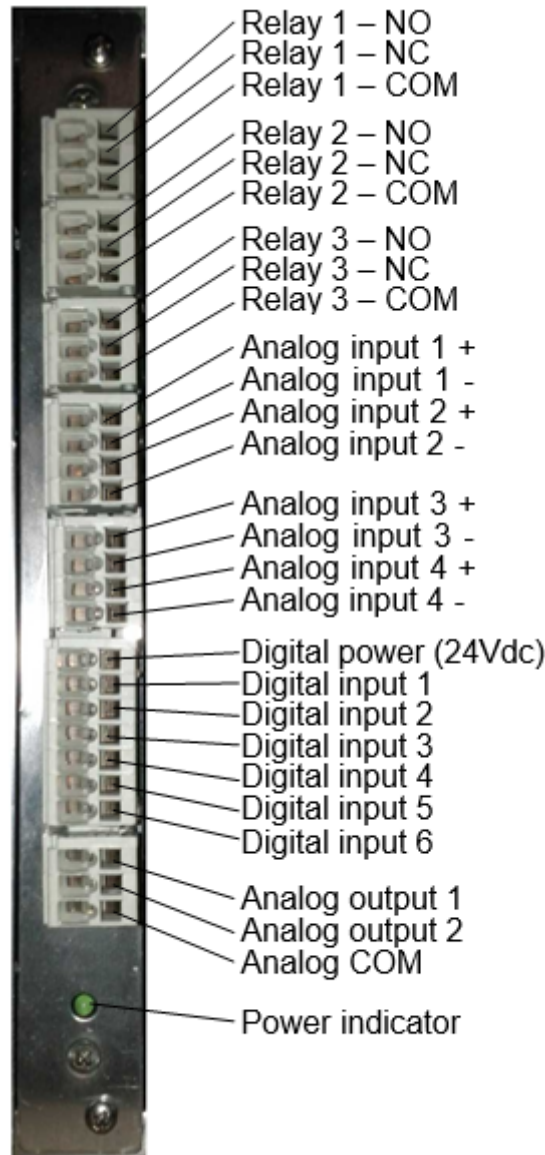 Relay 1 – NO
Relay 1 – NC
Relay 1 – COM
Relay 2 – NO
Relay 2 – NC
Relay 2 – COM
Relay 3 – NO
Relay 3 – NC
Relay 3 – COM
Analog input 1 +
Analog input 1 -
Analog input 2 +
Analog input 2 -
Analog input 3 +
Analog input 3 -
Analog input 4 +
Analog input 4 -
Digital power (24Vdc)
Digital input 1
Digital input 2
Digital input 3
Digital input 4
Digital input 5
Digital input 6
Analog output 1
Analog output 2
Analog COM
Power indicator